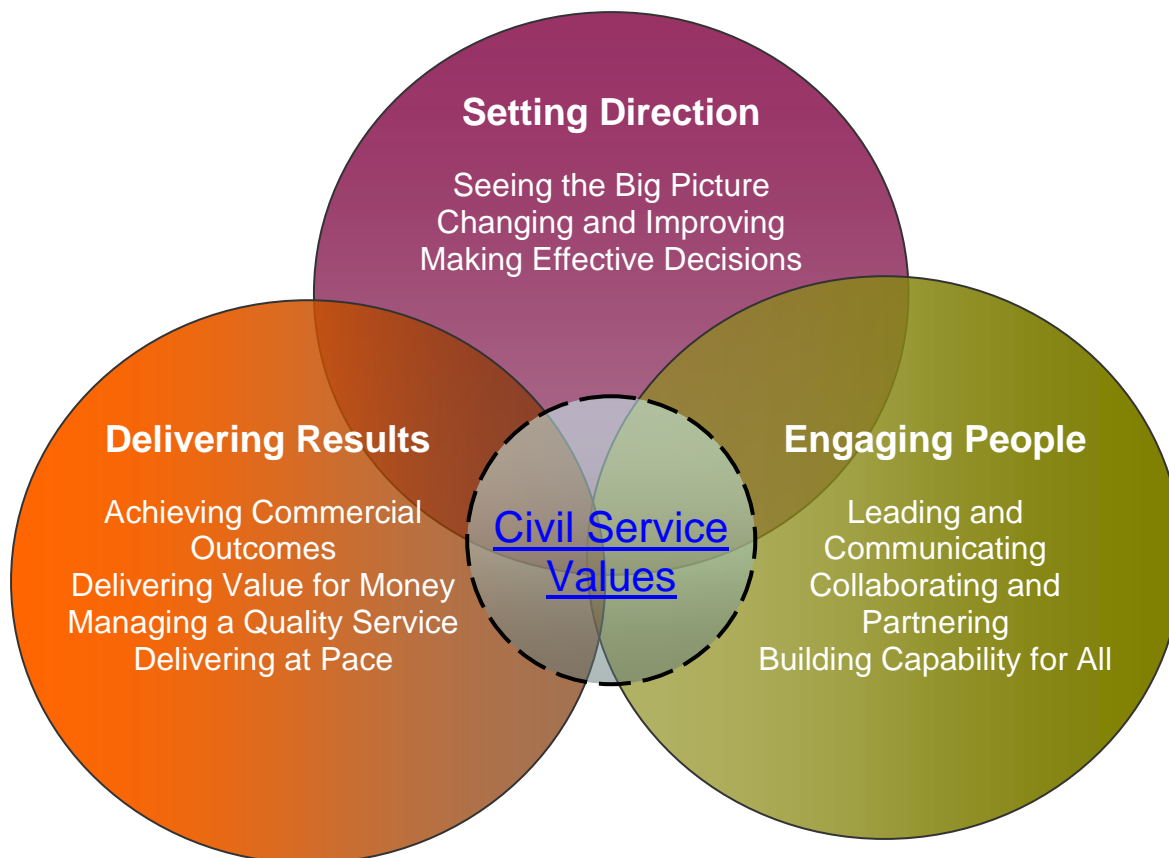 Setting Direction
Seeing the Big Picture
Changing and Improving
Making Effective Decisions
Delivering Results
Achieving Commercial
Outcomes
Delivering Value for Money
Managing a Quality Service
Delivering at Pace
Civil Service
Values
Engaging People
Leading and
Communicating
Collaborating and
Partnering
Building Capability for All